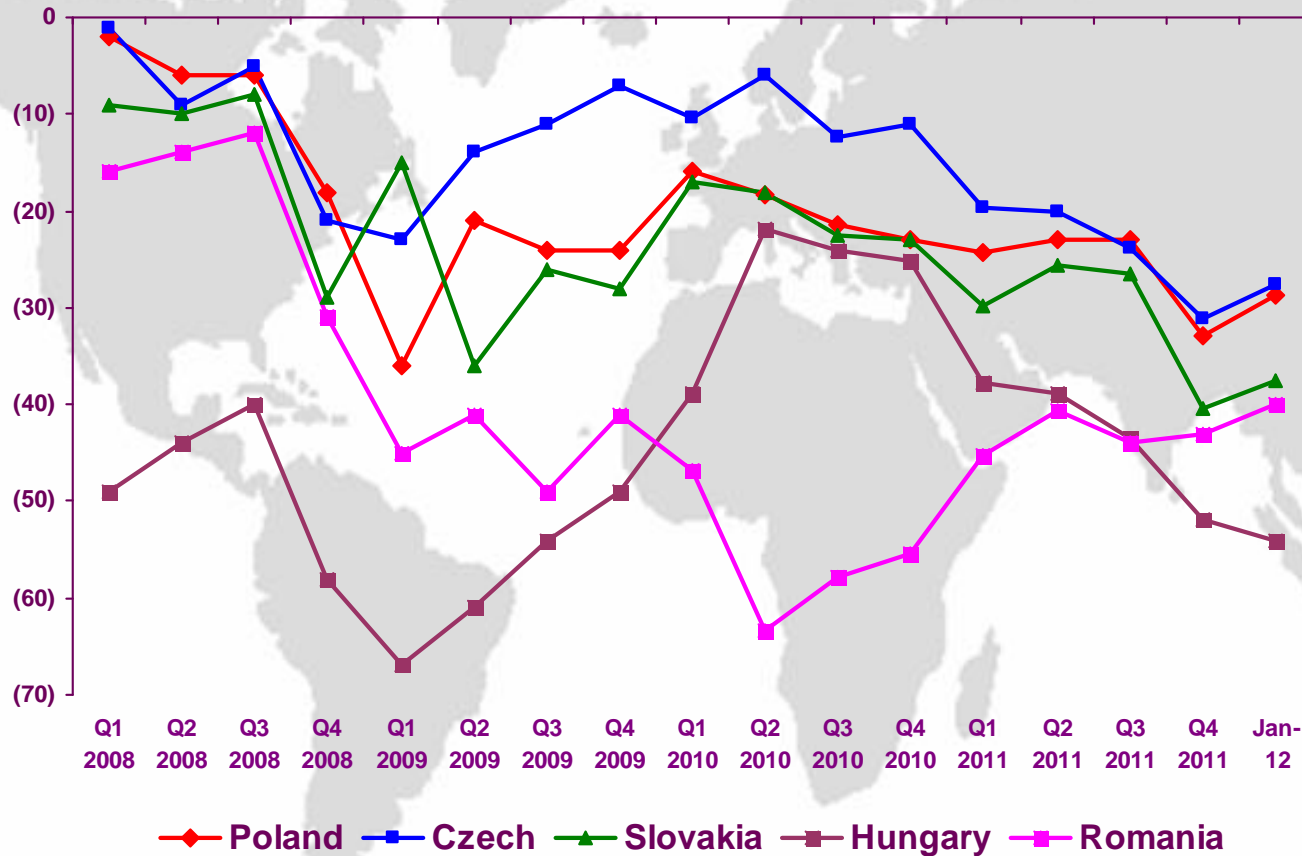 0
(10)
(20)
(30)
(40)
(50)
(60)
(70)
Q1 Q2 Q3 Q4 Q1 Q2 Q3 Q4 Q1 Q2 Q3 Q4 Q1 Q2 Q3 Q4 Jan-
2008 2008 2008 2008 2009 2009 2009 2009 2010 2010 2010 2010 2011 2011 2011 2011 12
Poland Czech Slovakia Hungary Romania